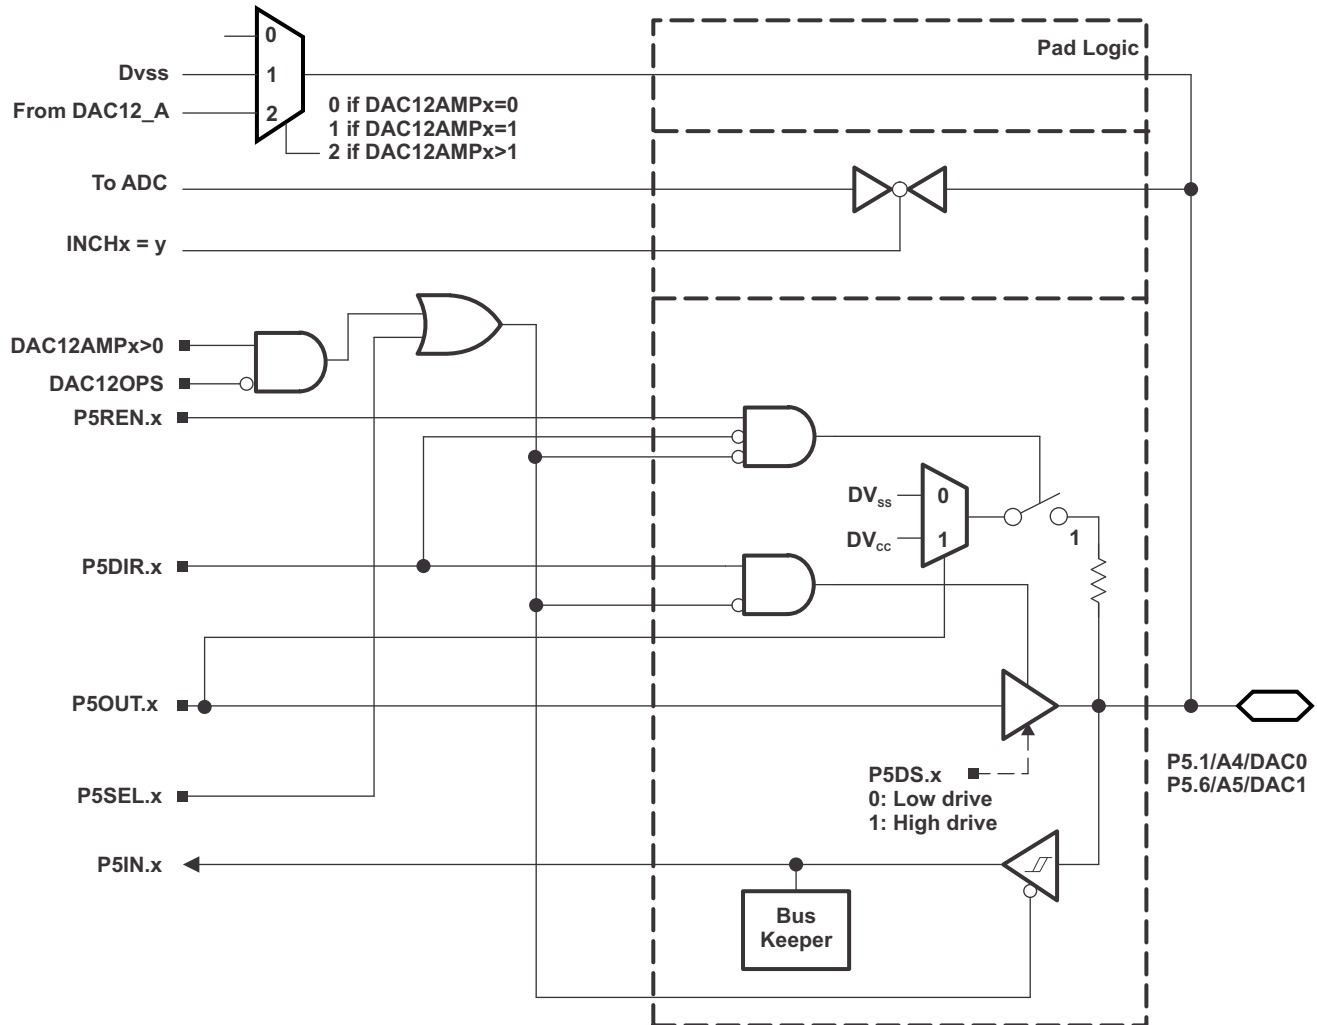 0
Pad Logic
Dvss
1
From DAC12_A
2
0 if DAC12AMPx=0
1 if DAC12AMPx=1
2 if DAC12AMPx>1
To ADC
INCHx = y
DAC12AMPx>0
DAC12OPS
P5REN.x
DVss
0
DVcc
1
1
P5DIR.x
P5OUT.x
P5DS.x
0: Low drive
1: High drive
P5.1/A4/DAC0
P5.6/A5/DAC1
P5SEL.x
P5IN.x
Bus
Keeper